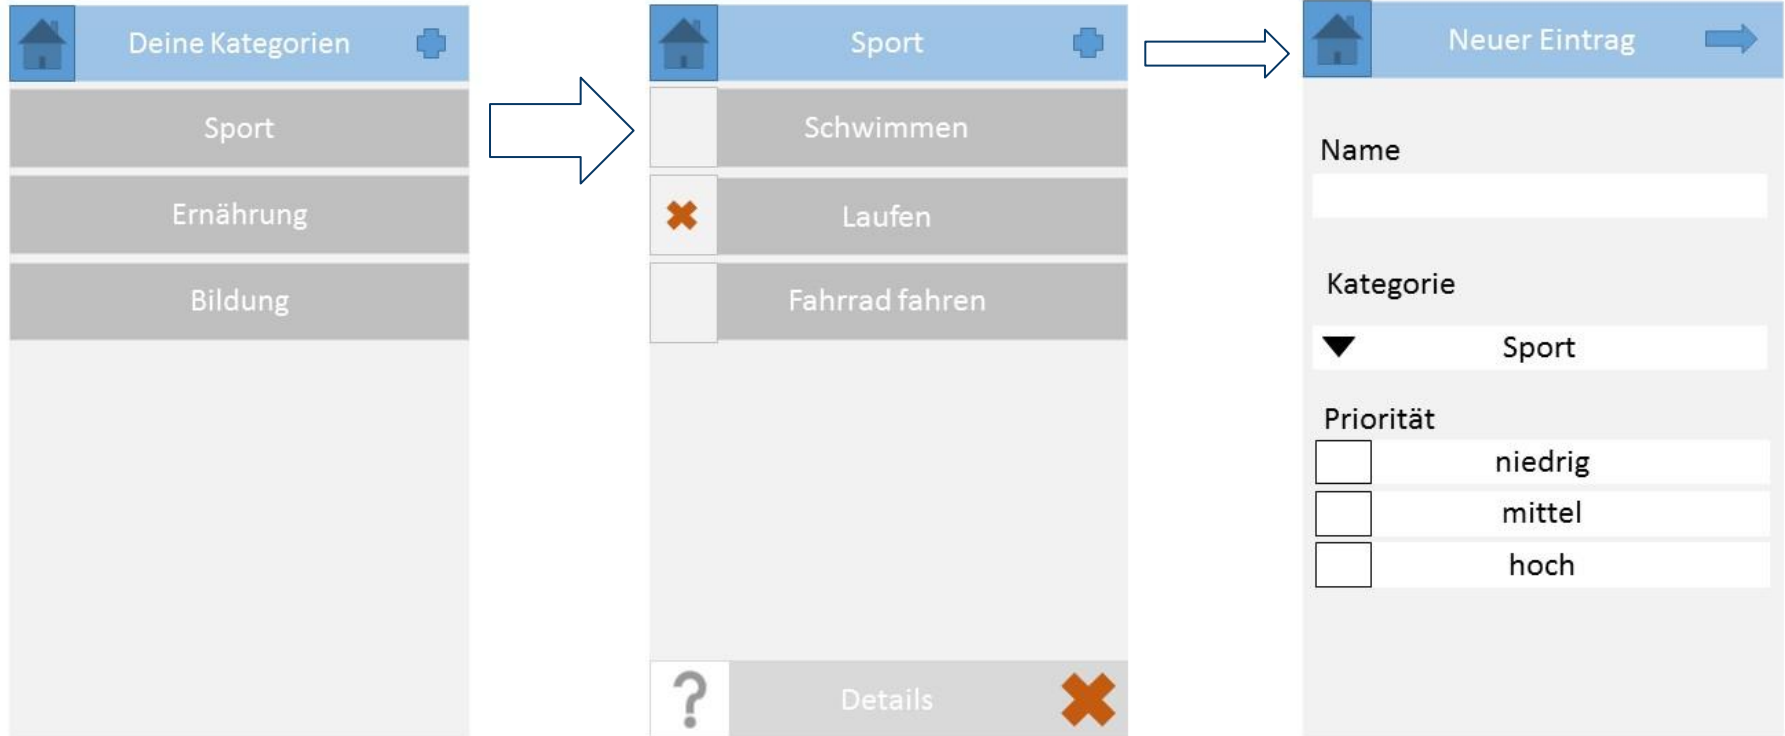 Deine Kategorien
Sport
Ernährung
Bildung
Sport
Schwimmen
Laufen
Fahrrad fahren
? Details
Neuer Eintrag
Name
Kategorie
Sport
Priorität
niedrig
mittel
hoch